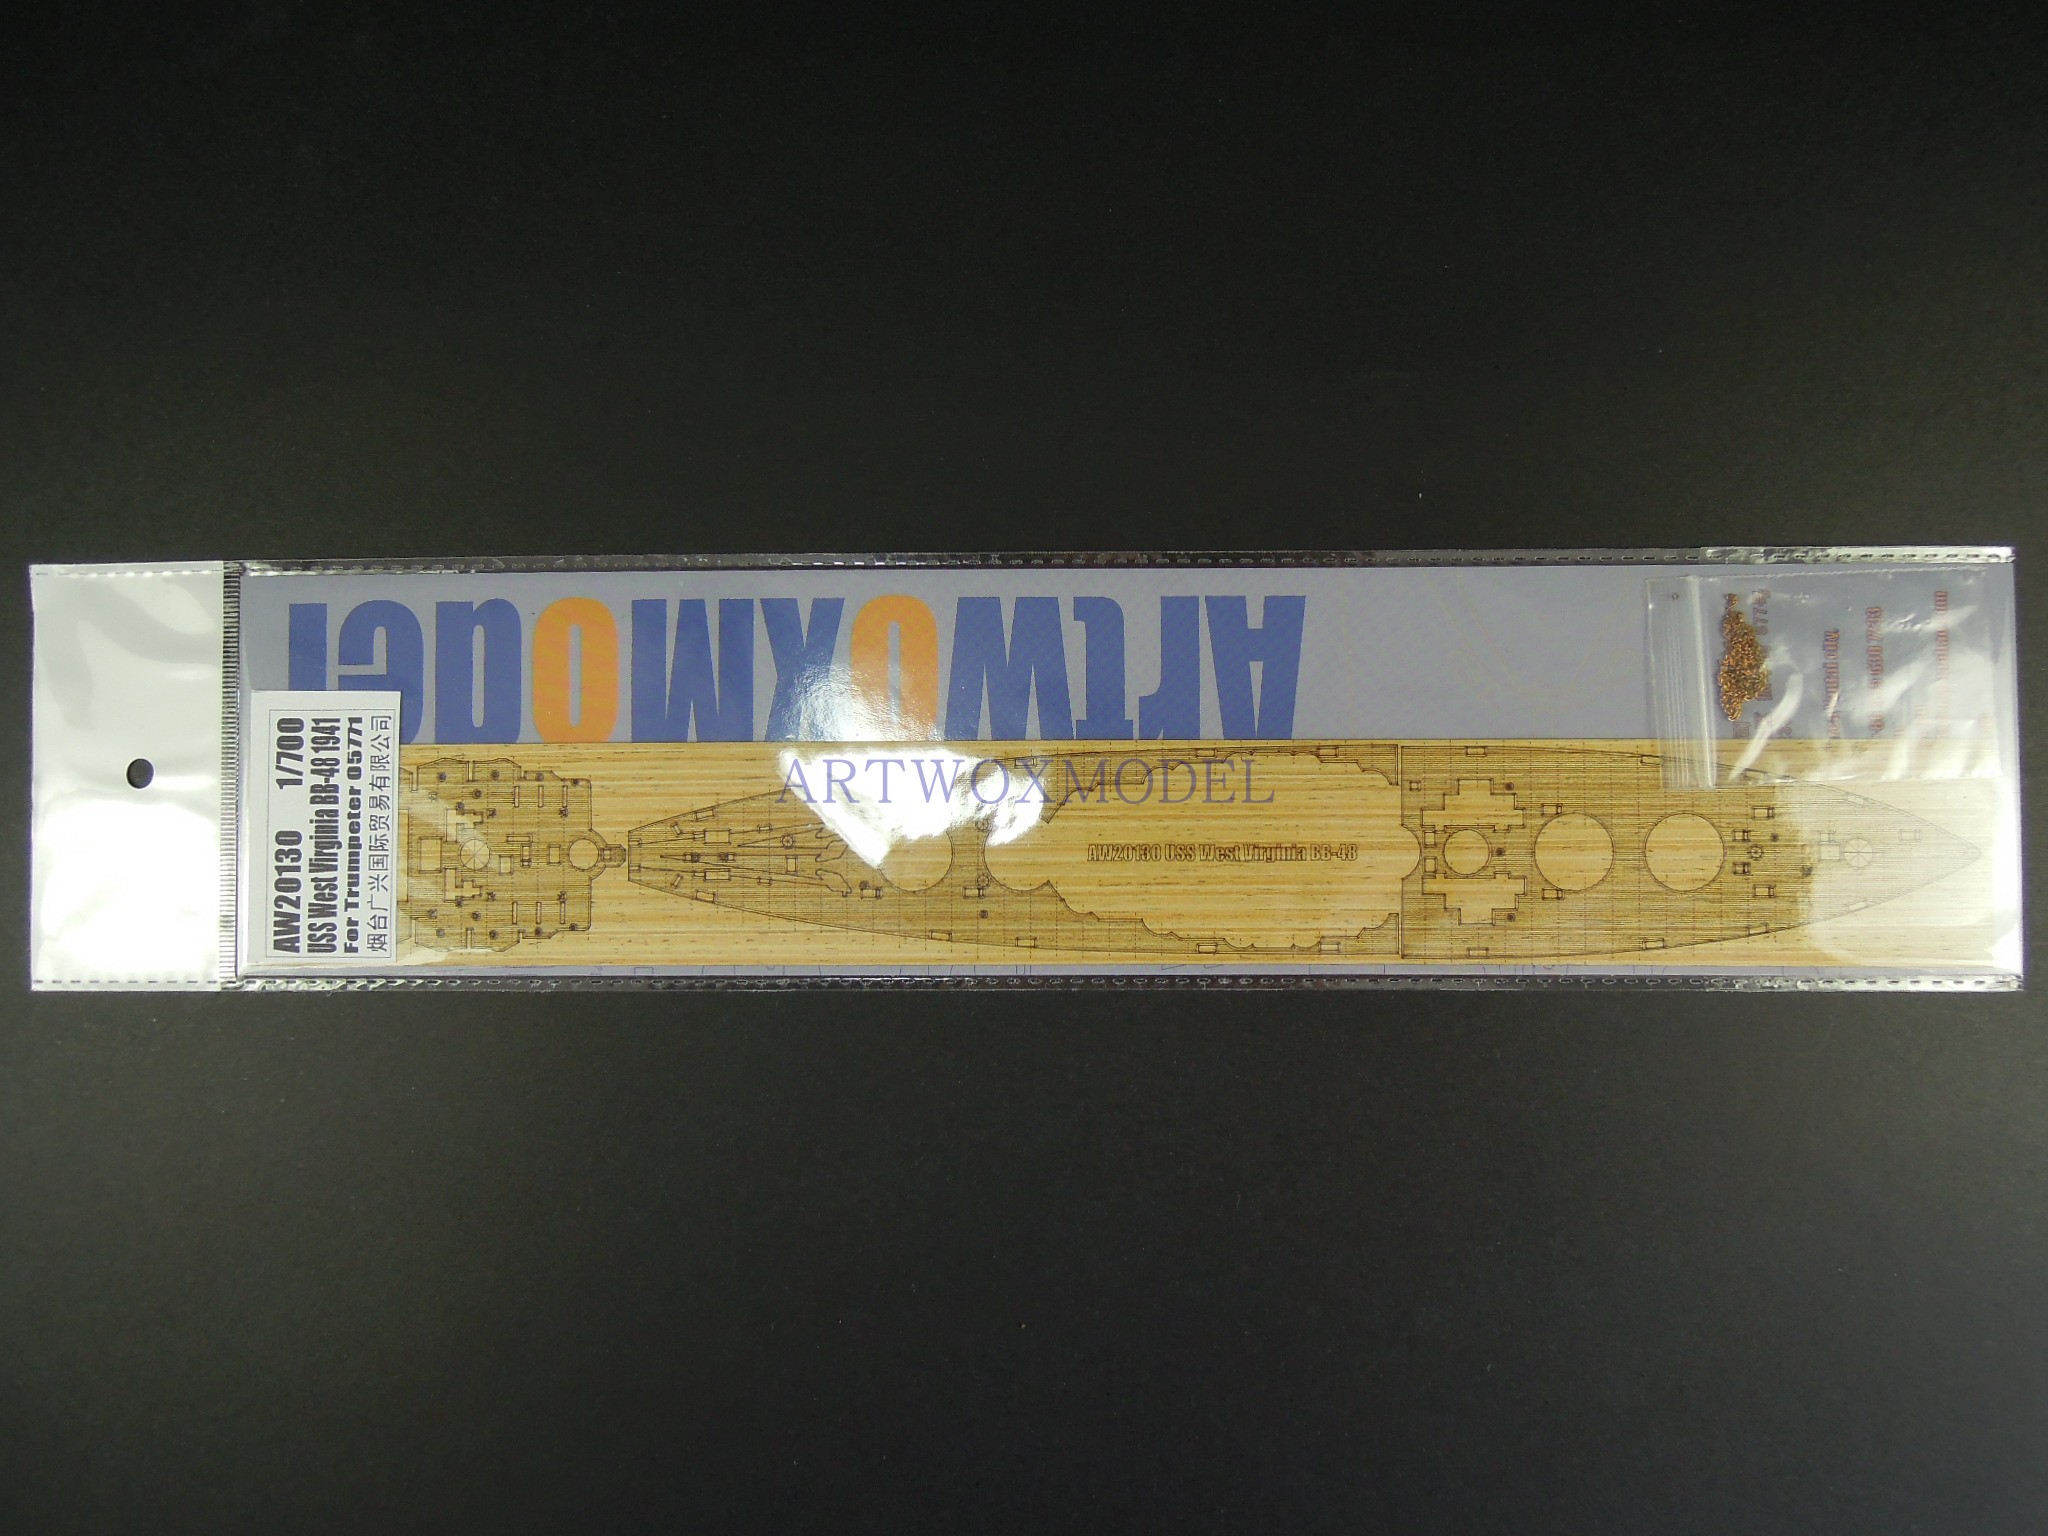 ArtwoxModel
AW20130 1/700
USS West Virginia BB-48 1941
For Trumpeter 05771
烟台广兴国际贸易有限公司
ARTWOXMODEL
AW20130 USS West Virginia BB-48